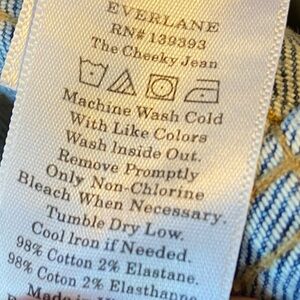 EVERLANE
RN# 139393
The Cheeky Jean
Machine Wash Cold
With Like Colors
Wash Inside Out.
Remove Promptly
Only Non-Chlorine
Bleach When Necessary.
Tumble Dry Low.
Cool Iron if Needed.
98% Cotton 2% Elastane.
98% Coton 2% Elasthanne
Made in